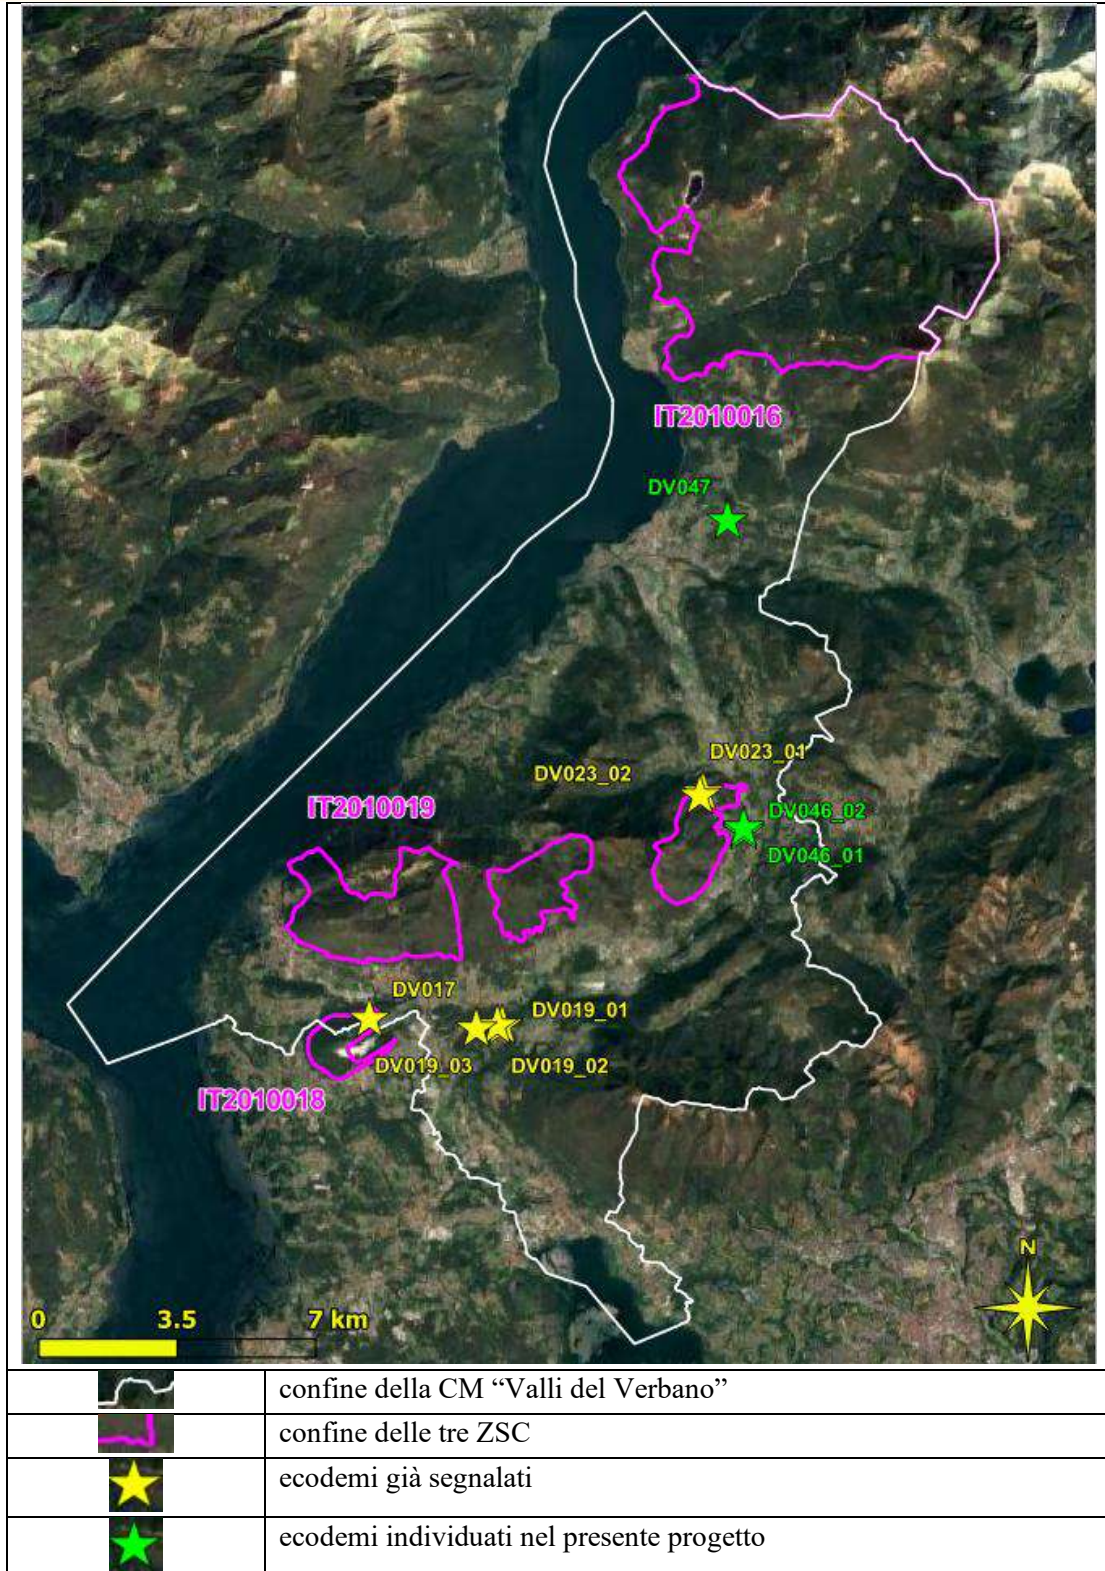 IT2010016
DV047
DV023_01
DV023_02
IT2010019
DV046_02
DV046_01
DV017
DV019_01
DV019_03
DV019_02
IT2010018
N
0 3.5 7 km
confine della CM “Valli del Verbano”
confine delle tre ZSC
ecodemi già segnalati
ecodemi individuati nel presente progetto